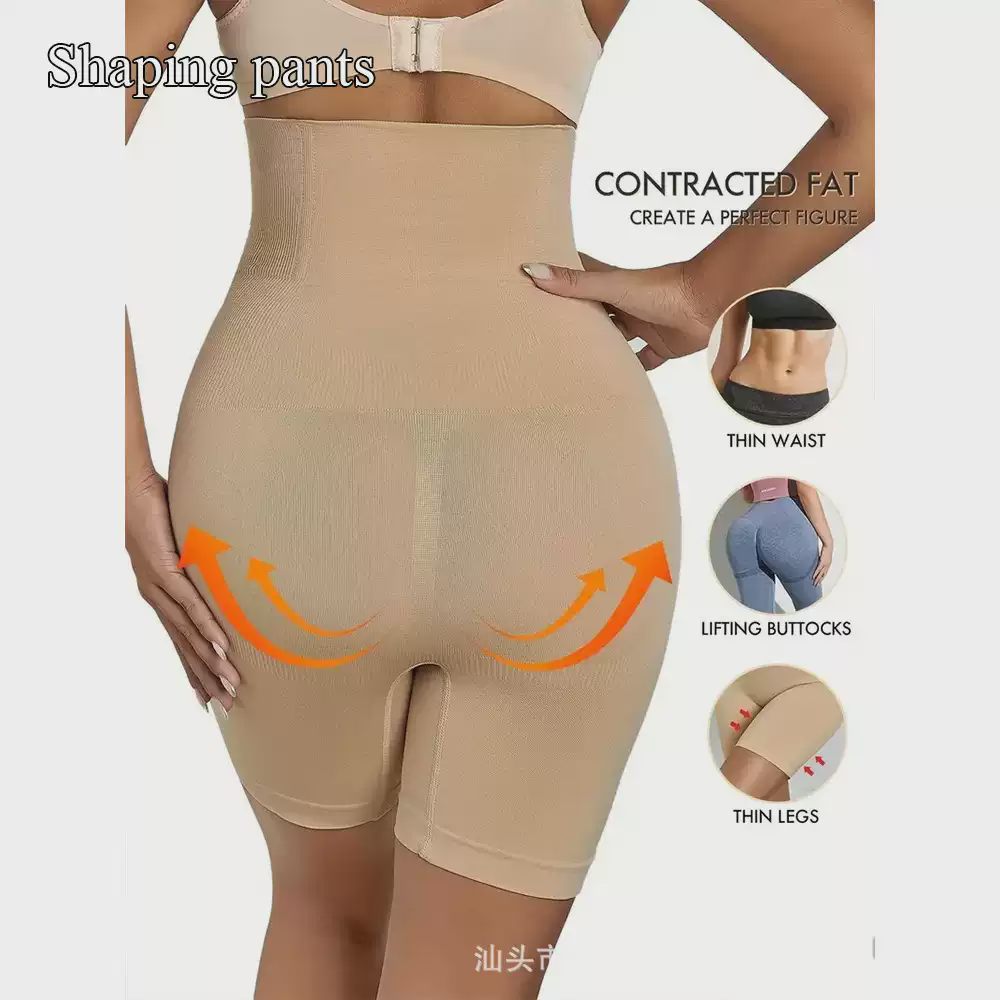 Shaping pants
CONTRACTED FAT
CREATE A PERFECT FIGURE
THIN WAIST
LIFTING BUTTOCKS
THIN LEGS
汕头市